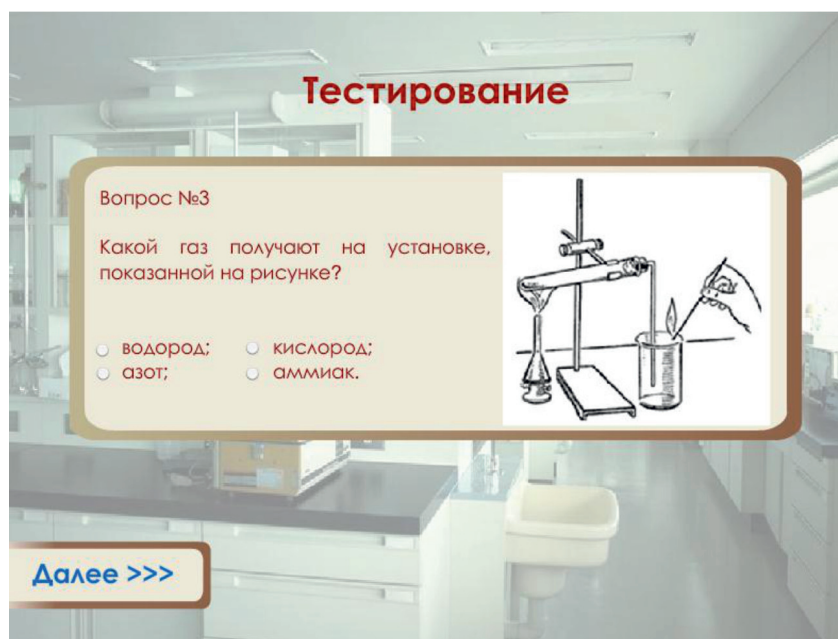 Тестирование
Вопрос №3
Какой газ получают на установке,
показанной на рисунке?
водород;
кислород;
азот;
аммиак.
Далее >>>